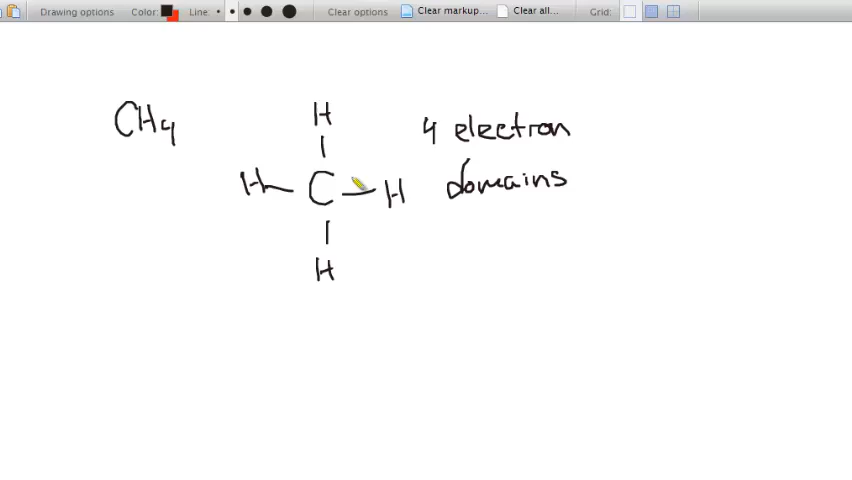 Drawing options Color: Line: Clear options Clear markup... Clear all... Grid:
CH4
H
4 electron
H C H
domains
H